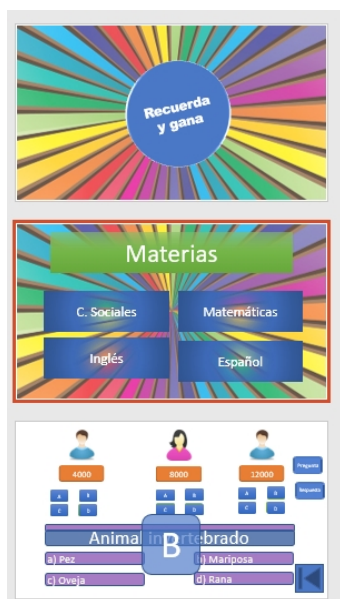 Recuerda
y gana
Materias
C. Sociales
Matemáticas
Inglés
Español
4000
8000
12000
Pregunta
Respuesta
A B A B A B
C D C D C D
Animal invertebrado
B
a) Pez
b) Mariposa
c) Oveja
d) Rana